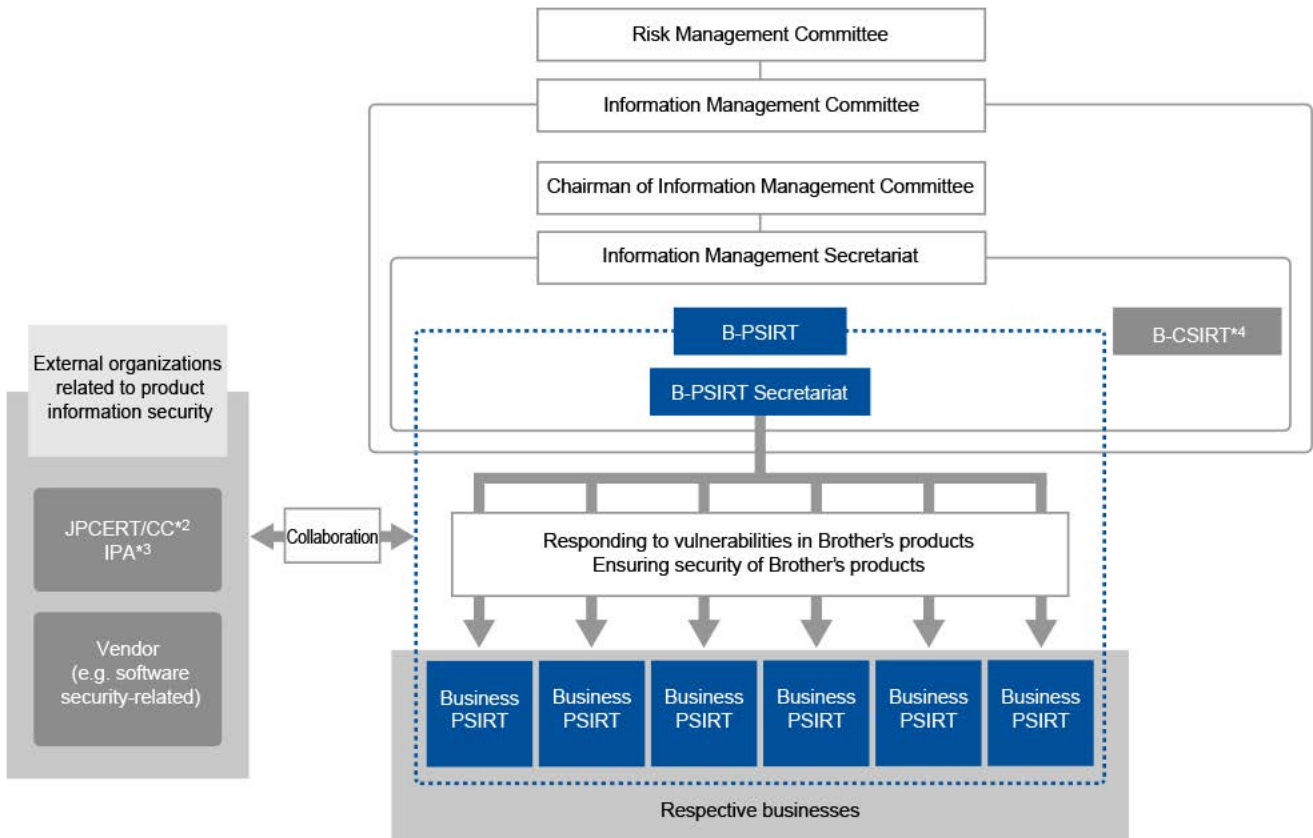 Risk Management Committee
Information Management Committee
Chairman of Information Management Committee
Information Management Secretariat
B-PSIRT
B-CSIRT*4
B-PSIRT Secretariat
External organizations
related to product
information security
JPCERT/CC*2
IPA*3
Vendor
(e.g. software
security-related)
Collaboration
Responding to vulnerabilities in Brother’s products
Ensuring security of Brother’s products
Business
PSIRT
Business
PSIRT
Business
PSIRT
Business
PSIRT
Business
PSIRT
Business
PSIRT
Respective businesses